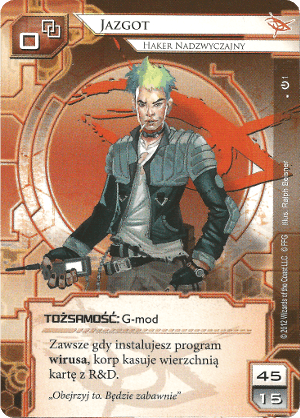 JAZGOT
HAKER NADZWYCZAJNY
1
TOŻSAMOŚĆ: G-mod
Zawsze gdy instalujesz program
wirusa, korp kasuje wierzchnią
kartę z R&D.
„Obejrzyj to. Będzie zabawnie”
45
15
Illus. Ralph Beisner
© 2012 Wizards of the Coast LLC. © FFG